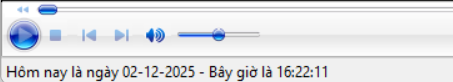 Hôm nay là ngày 02-12-2025 - Bây giờ là 16:22:11